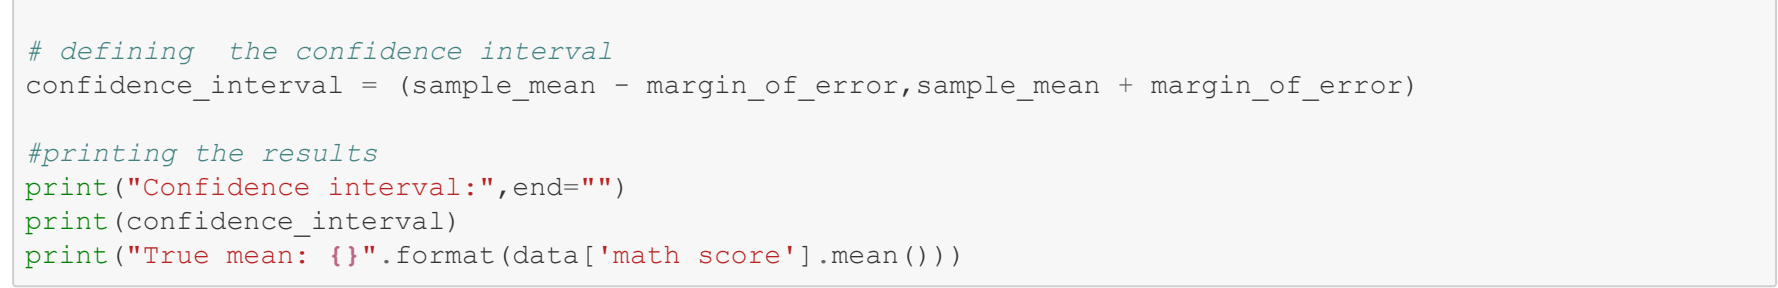 # defining  the confidence interval
confidence_interval = (sample_mean - margin_of_error,sample_mean + margin_of_error)
#printing the results
print("Confidence interval:",end="")
print(confidence_interval)
print("True mean: {}".format(data['math score'].mean()))